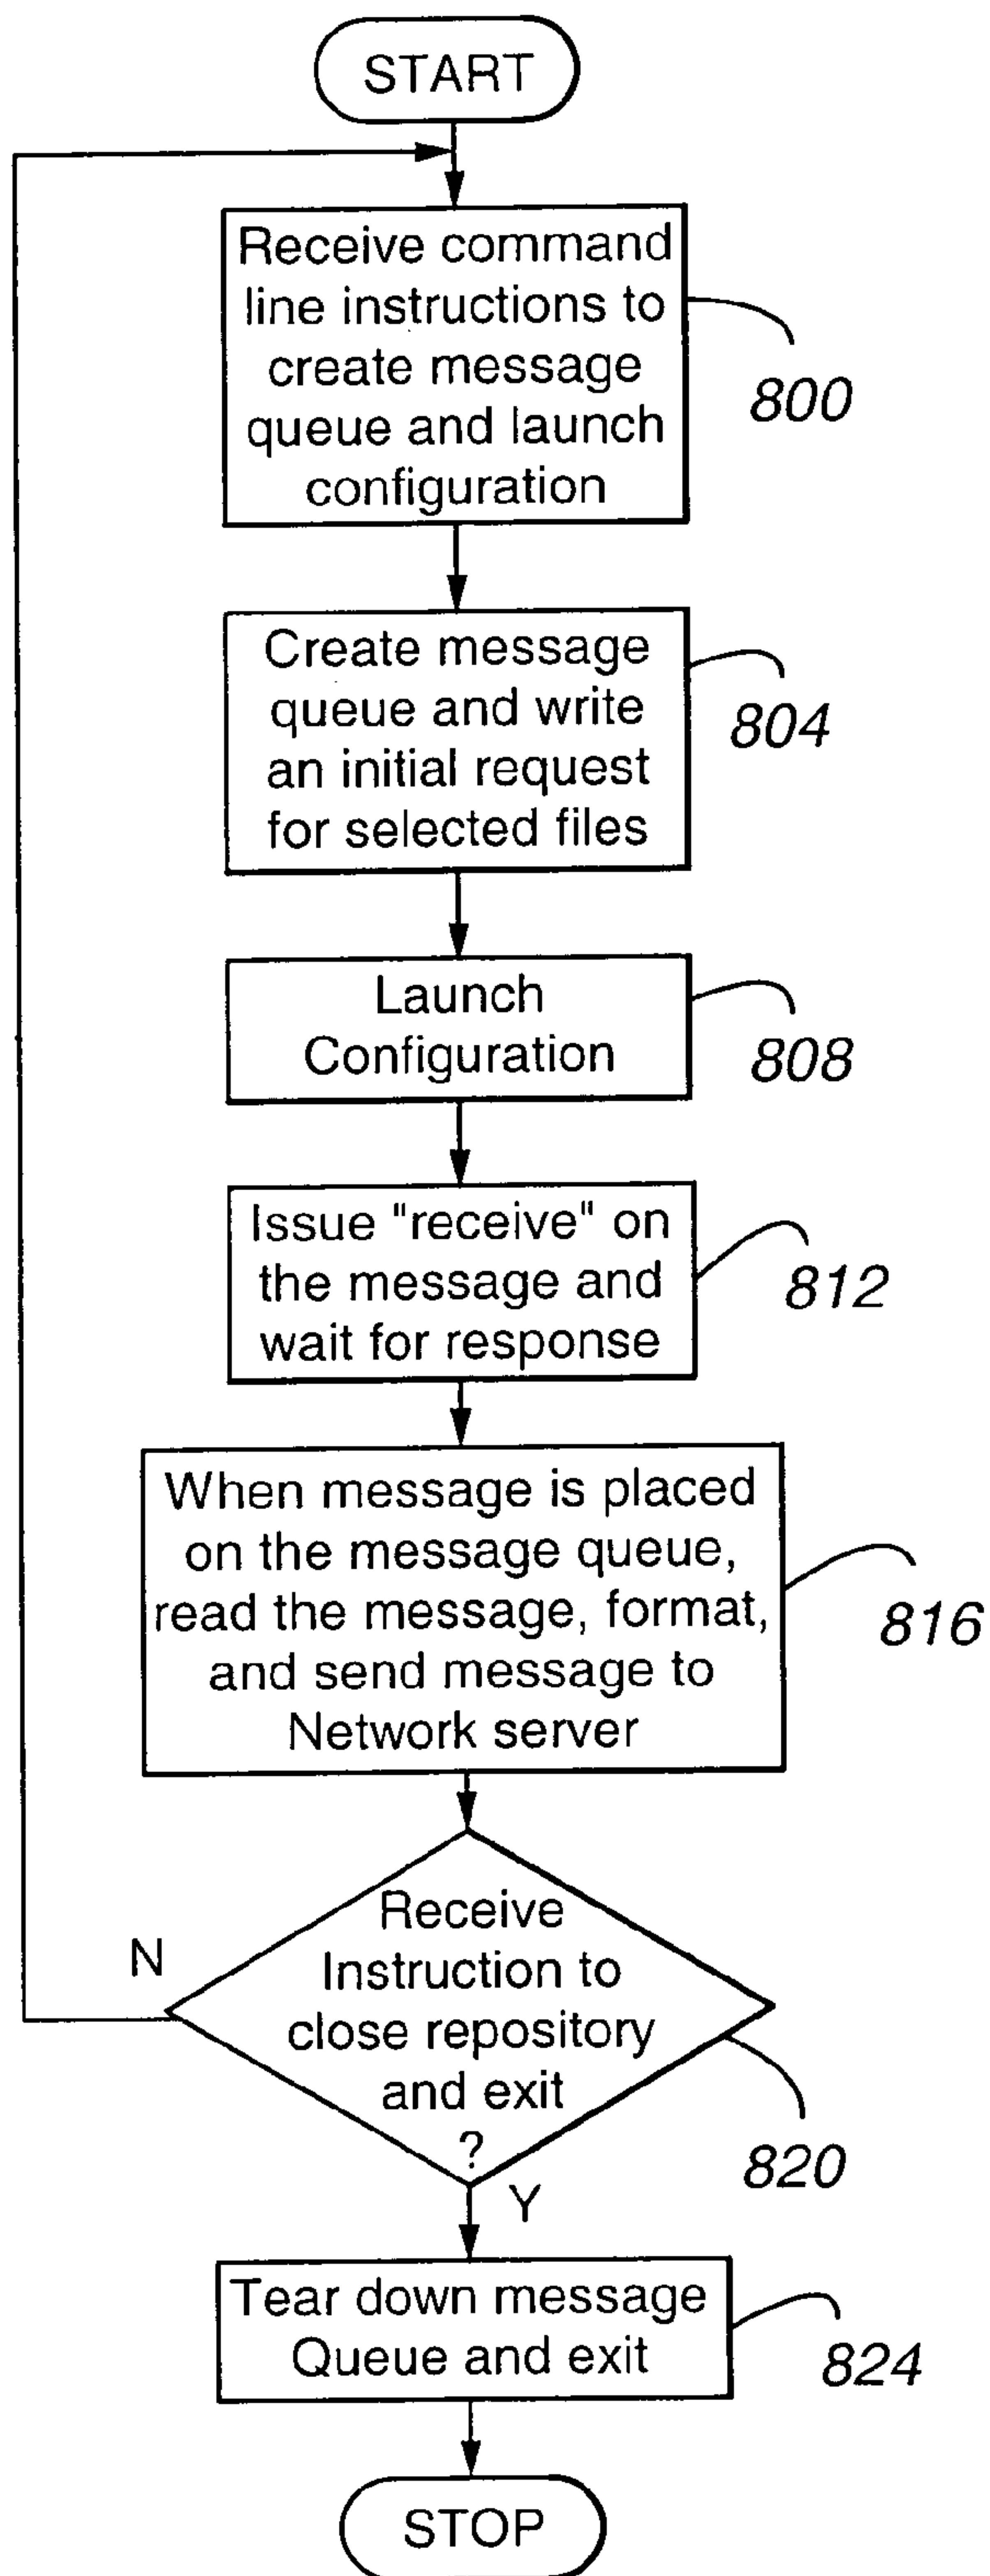 START
Receive command
line instructions to
create message
queue and launch
configuration
800
Create message
queue and write
an initial request
for selected files
804
Launch
Configuration
808
Issue "receive" on
the message and
wait for response
812
When message is placed
on the message queue,
read the message, format,
and send message to
Network server
816
N
Receive
Instruction to
close repository
and exit
?
820
Y
Tear down message
Queue and exit
824
STOP